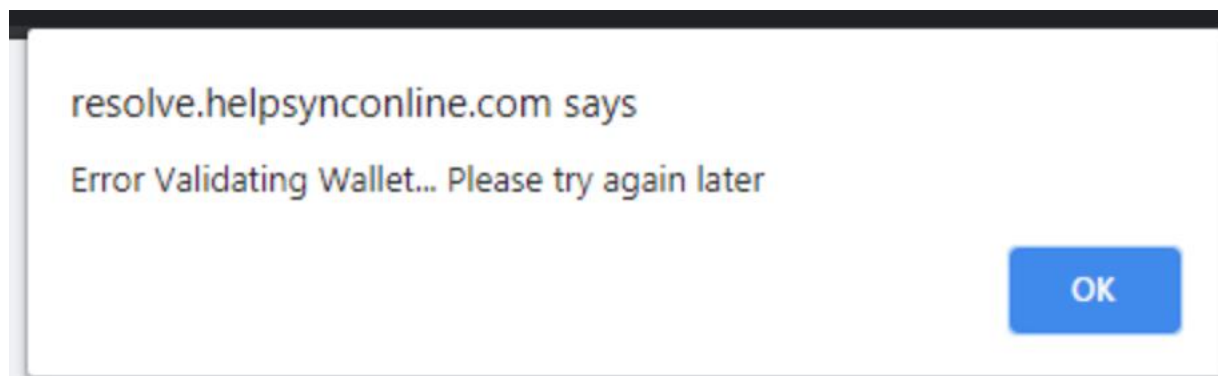 resolve.helpsynconline.com says
Error Validating Wallet... Please try again later
OK